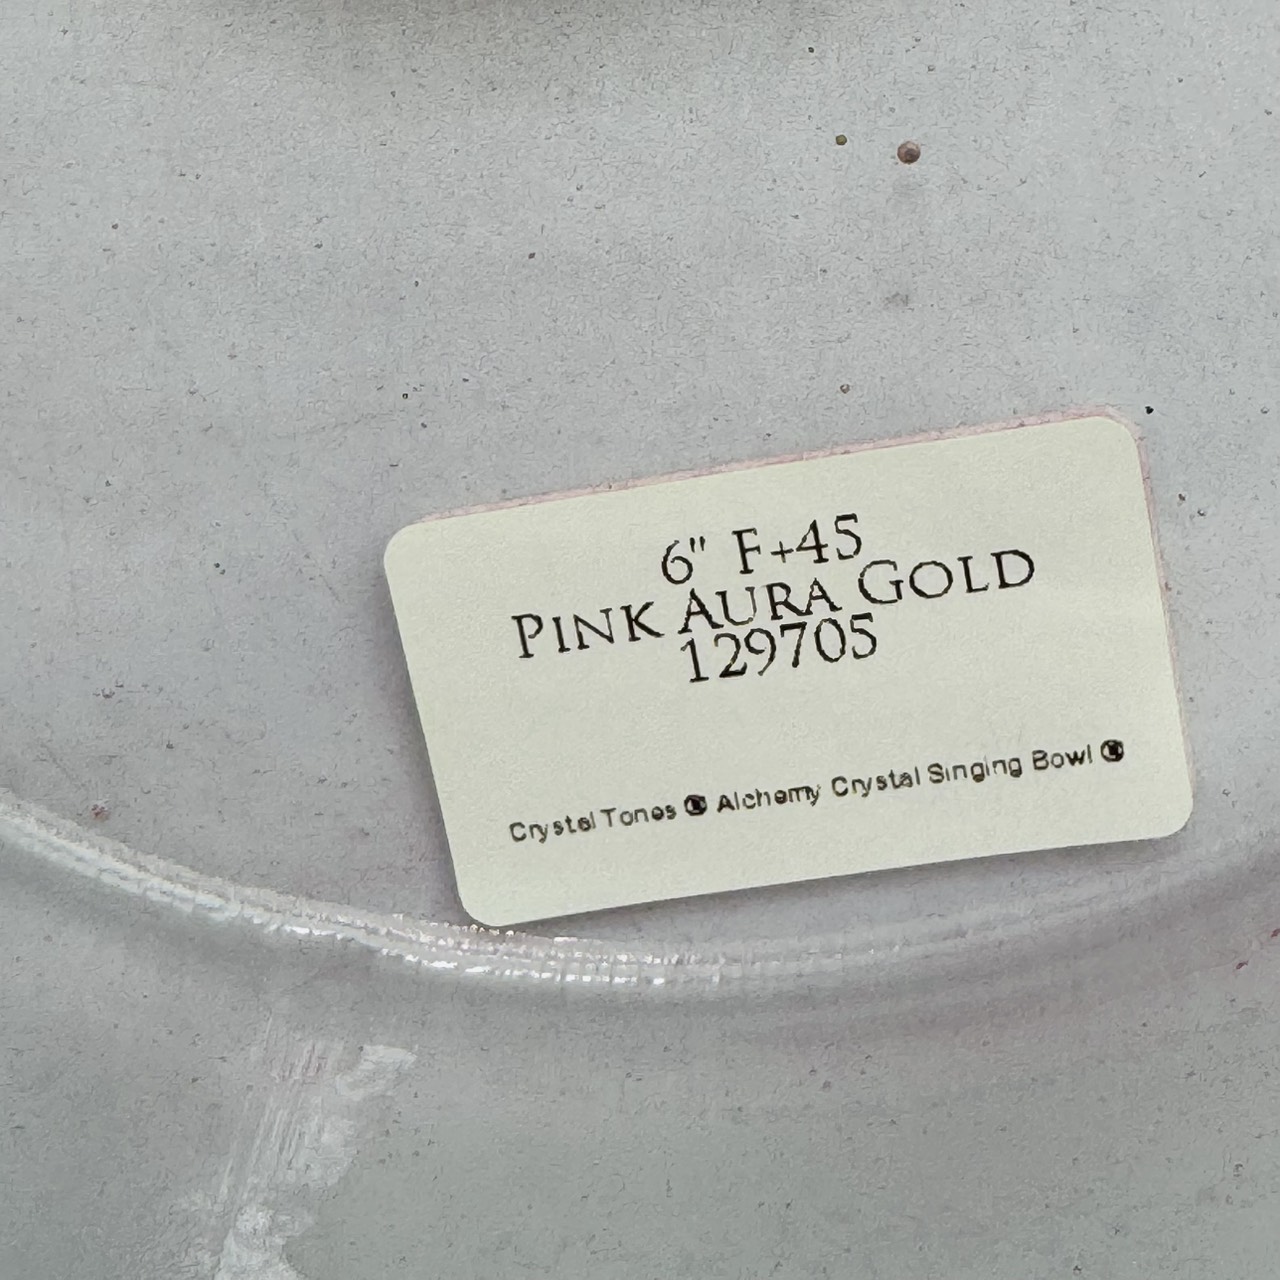 6" F+45
PINK AURA GOLD
129705
Crystal Tones ® Alchemy Crystal Singing Bowl ®